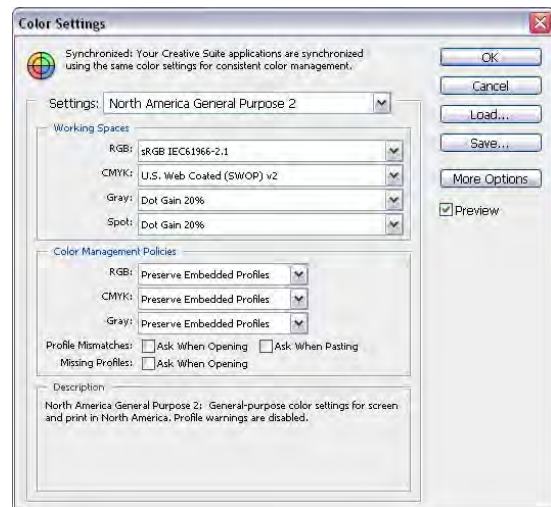 Color Settings
Synchronized: Your Creative Suite applications are synchronized
using the same color settings for consistent color management.
Settings: North America General Purpose 2
Working Spaces
RGB: sRGB IEC61966-2.1
CMYK: U.S. Web Coated (SWOP) v2
Gray: Dot Gain 20%
Spot: Dot Gain 20%
Color Management Policies
RGB: Preserve Embedded Profiles
CMYK: Preserve Embedded Profiles
Gray: Preserve Embedded Profiles
Profile Mismatches: Ask When Opening Ask When Pasting
Missing Profiles: Ask When Opening
Description
North America General Purpose 2: General-purpose color settings for screen
and print in North America. Profile warnings are disabled.
OK
Cancel
Load...
Save...
More Options
Preview